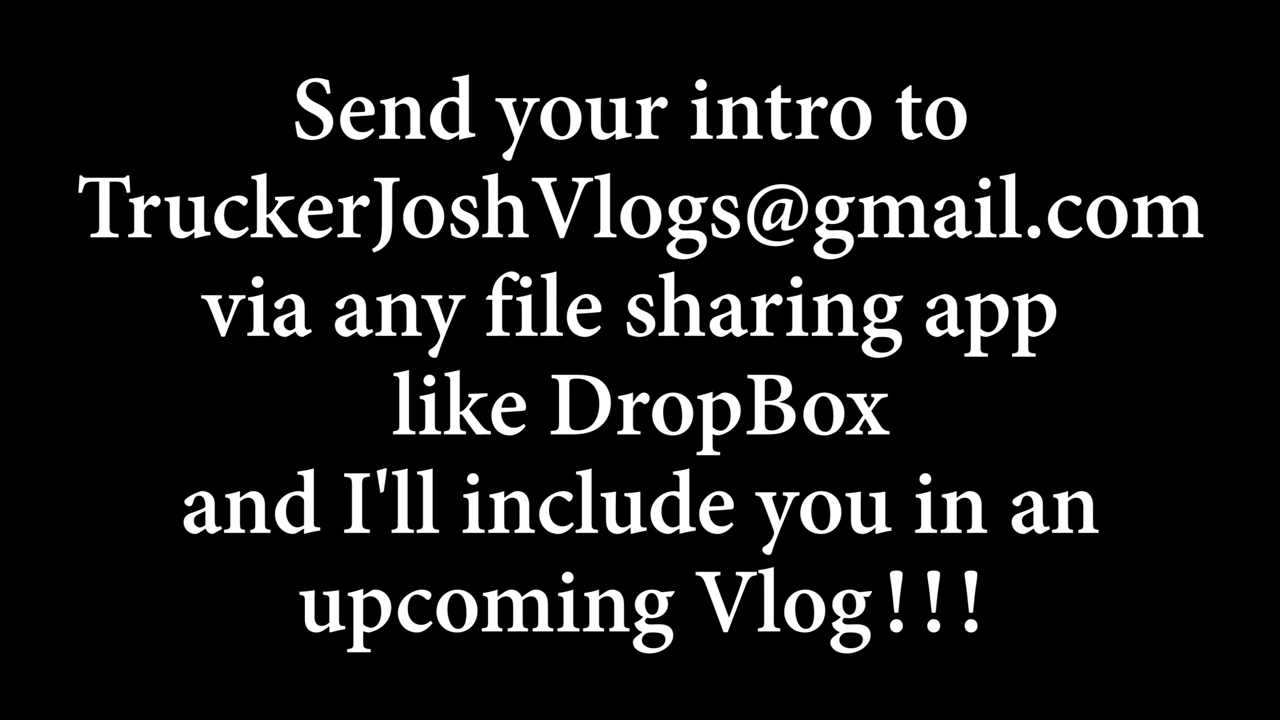 Send your intro to
TruckerJoshVlogs@gmail.com
via any file sharing app
like DropBox
and I'll include you in an
upcoming Vlog!!!